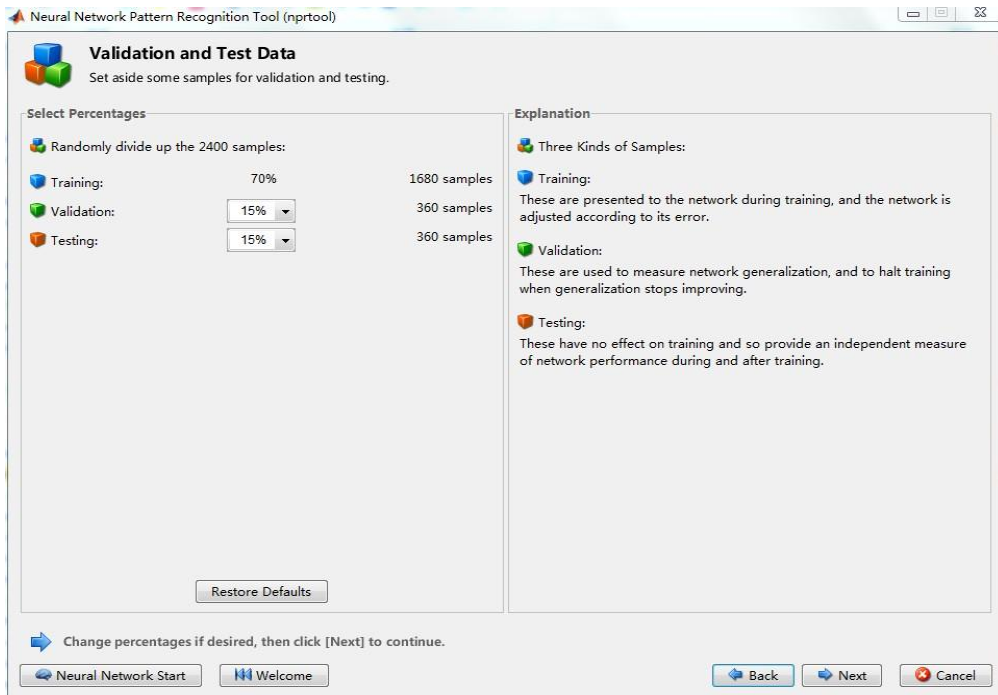 Neural Network Pattern Recognition Tool (nprtool)
Validation and Test Data
Set aside some samples for validation and testing.
Select Percentages
Randomly divide up the 2400 samples:
Training: 70% 1680 samples
Validation: 15% 360 samples
Testing: 15% 360 samples
Restore Defaults
Explanation
Three Kinds of Samples:
Training:
These are presented to the network during training, and the network is
adjusted according to its error.
Validation:
These are used to measure network generalization, and to halt training
when generalization stops improving.
Testing:
These have no effect on training and so provide an independent measure
of network performance during and after training.
Change percentages if desired, then click [Next] to continue.
Neural Network Start Welcome Back Next Cancel